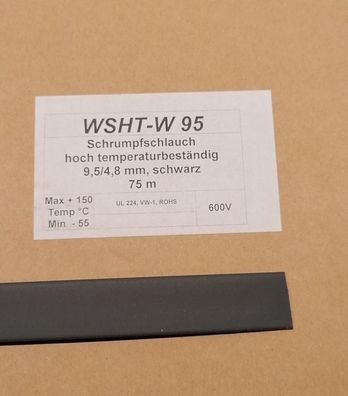 WSHT-W 95
Schrumpfschlauch
hoch temperaturbeständig
9,5/4,8 mm, schwarz
75 m
Max + 150
Temp °C
Min - 55
UL 224, VW-1, ROHS
600V